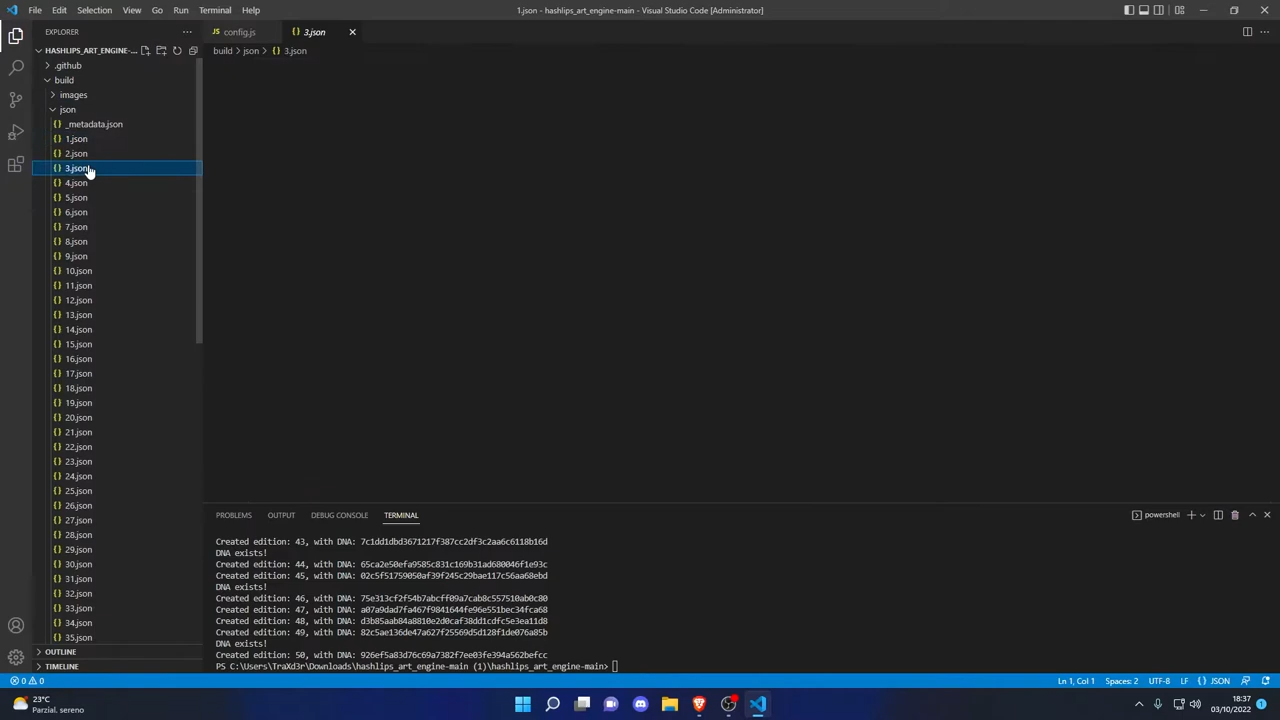 File Edit Selection View Go Run Terminal Help
1.json - hashlips_art_engine-main - Visual Studio Code [Administrator]
EXPLORER
config.js
3.json
HASHLIPS_ART_ENGINE-...
build > json > {} 3.json
.github
build
images
json
{} _metadata.json
{} 1.json
{} 2.json
{} 3.json
{} 4.json
{} 5.json
{} 6.json
{} 7.json
{} 8.json
{} 9.json
{} 10.json
{} 11.json
{} 12.json
{} 13.json
{} 14.json
{} 15.json
{} 16.json
{} 17.json
{} 18.json
{} 19.json
{} 20.json
{} 21.json
{} 22.json
{} 23.json
{} 24.json
{} 25.json
{} 26.json
{} 27.json
{} 28.json
{} 29.json
{} 30.json
{} 31.json
{} 32.json
{} 33.json
{} 34.json
{} 35.json
OUTLINE
TIMELINE
PROBLEMS OUTPUT DEBUG CONSOLE TERMINAL
powershell
Created edition: 43, with DNA: 7c1dd1dbd3671217f387cc2df3c2aa6c6118b16d
DNA exists!
Created edition: 44, with DNA: 65ca2e50efa9585c831c169b31ad680046f1e93c
Created edition: 45, with DNA: 02c5f51759050af39f245c29bae117c56aa68ebd
DNA exists!
Created edition: 46, with DNA: 75e313cf2f54b7abcff09a7cab8c557510ab0c80
Created edition: 47, with DNA: a07a9dad7fa467f9841644fe96e551bec34fca68
Created edition: 48, with DNA: d3b85aab84a8810e2d0caf38dd1cdfc5e3ea11d8
Created edition: 49, with DNA: 82c5ae136de47a627f25569d5d128f1de076a85b
DNA exists!
Created edition: 50, with DNA: 926ef5a83d76c69a7382f7ee03fe394a562befcc
PS C:\Users\TraXd3r\Downloads\hashlips_art_engine-main (1)\hashlips_art_engine-main>
0 0
Ln 1, Col 1 Spaces: 2 UTF-8 LF {} JSON
23°C
Parzial. sereno
18:37
03/10/2022
1